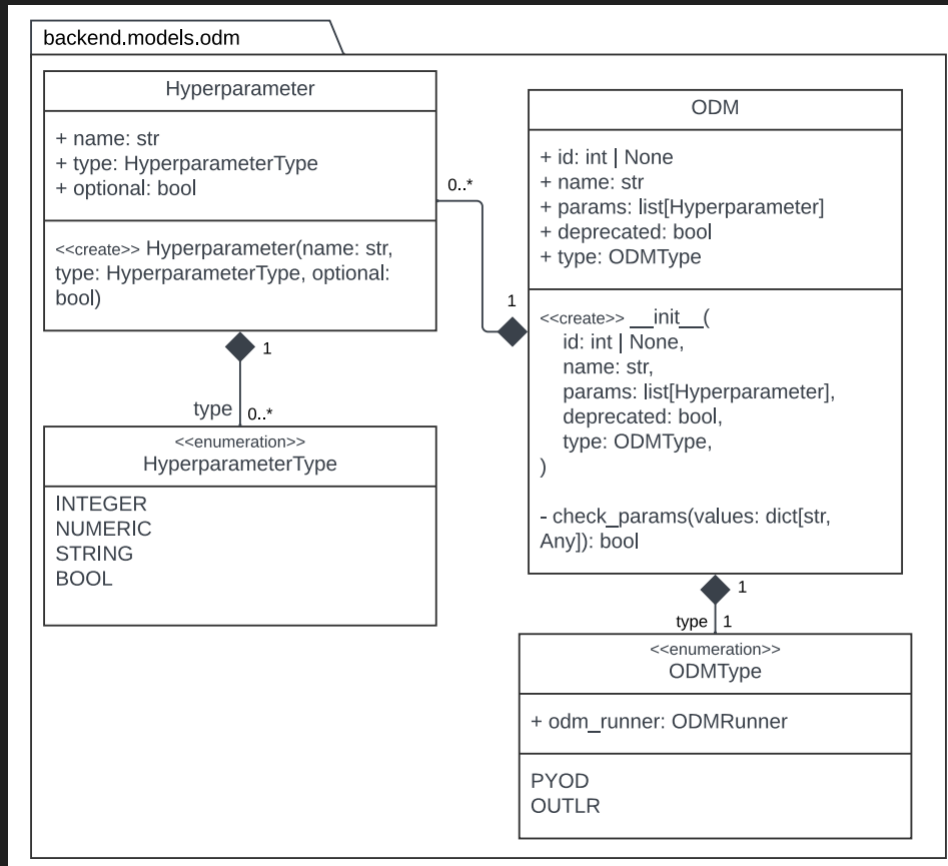 backend.models.odm
Hyperparameter
+ name: str
+ type: HyperparameterType
+ optional: bool
<<create>> Hyperparameter(name: str,
type: HyperparameterType, optional:
bool)
0..*
1
1
type
0..*
<<enumeration>>
HyperparameterType
INTEGER
NUMERIC
STRING
BOOL
ODM
+ id: int | None
+ name: str
+ params: list[Hyperparameter]
+ deprecated: bool
+ type: ODMType
<<create>> __init__(
id: int | None,
name: str,
params: list[Hyperparameter],
deprecated: bool,
type: ODMType,
)
- check_params(values: dict[str,
Any]): bool
1
type
1
<<enumeration>>
ODMType
+ odm_runner: ODMRunner
PYOD
OUTLR